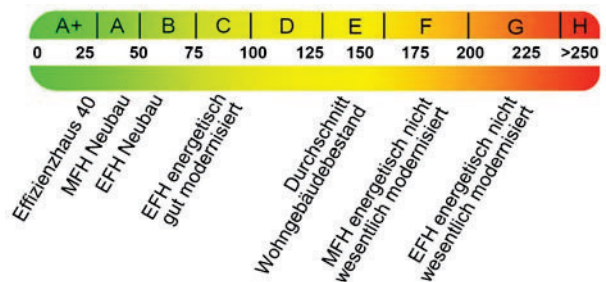 A+ A B C D E F G H
0 25 50 75 100 125 150 175 200 225 >250
Effizienzhaus 40
MFH Neubau
EFH Neubau
EFH energetisch
gut modernisiert
Durchschnitt
Wohngebäudebestand
MFH energetisch nicht
wesentlich modernisiert
EFH energetisch nicht
wesentlich modernisiert